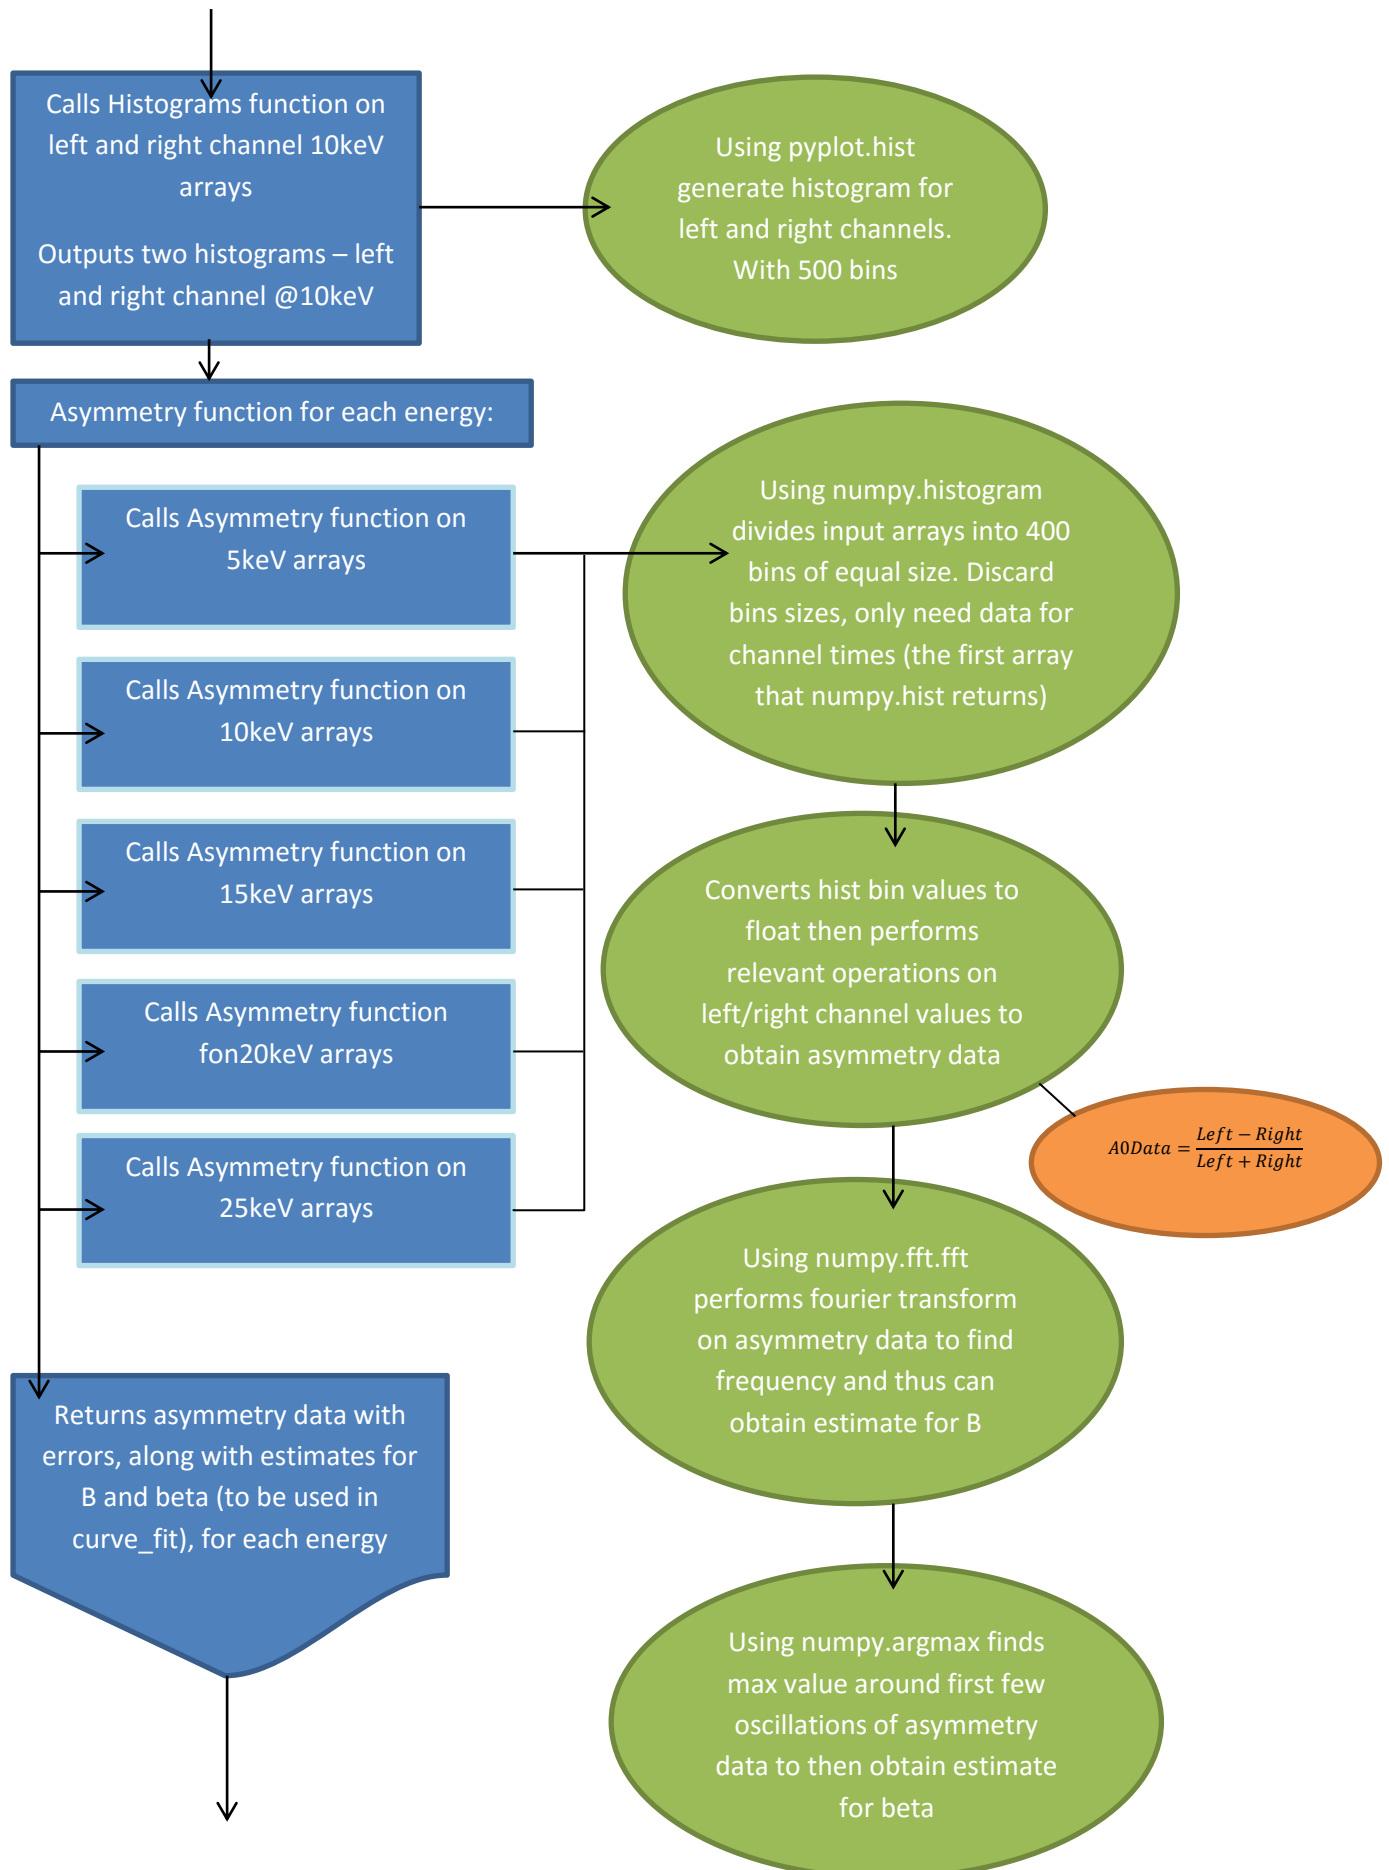 Calls Histograms function on
left and right channel 10keV
arrays
Outputs two histograms – left
and right channel @10keV
Using pyplot.hist
generate histogram for
left and right channels.
With 500 bins
Asymmetry function for each energy:
Calls Asymmetry function on
5keV arrays
Calls Asymmetry function on
10keV arrays
Calls Asymmetry function on
15keV arrays
Calls Asymmetry function
fon20keV arrays
Calls Asymmetry function on
25keV arrays
Returns asymmetry data with
errors, along with estimates for
B and beta (to be used in
curve_fit), for each energy
Using numpy.histogram
divides input arrays into 400
bins of equal size. Discard
bins sizes, only need data for
channel times (the first array
that numpy.hist returns)
Converts hist bin values to
float then performs
relevant operations on
left/right channel values to
obtain asymmetry data
A0Data = \frac{Left − Right}{Left + Right}
Using numpy.fft.fft
performs fourier transform
on asymmetry data to find
frequency and thus can
obtain estimate for B
Using numpy.argmax finds
max value around first few
oscillations of asymmetry
data to then obtain estimate
for beta